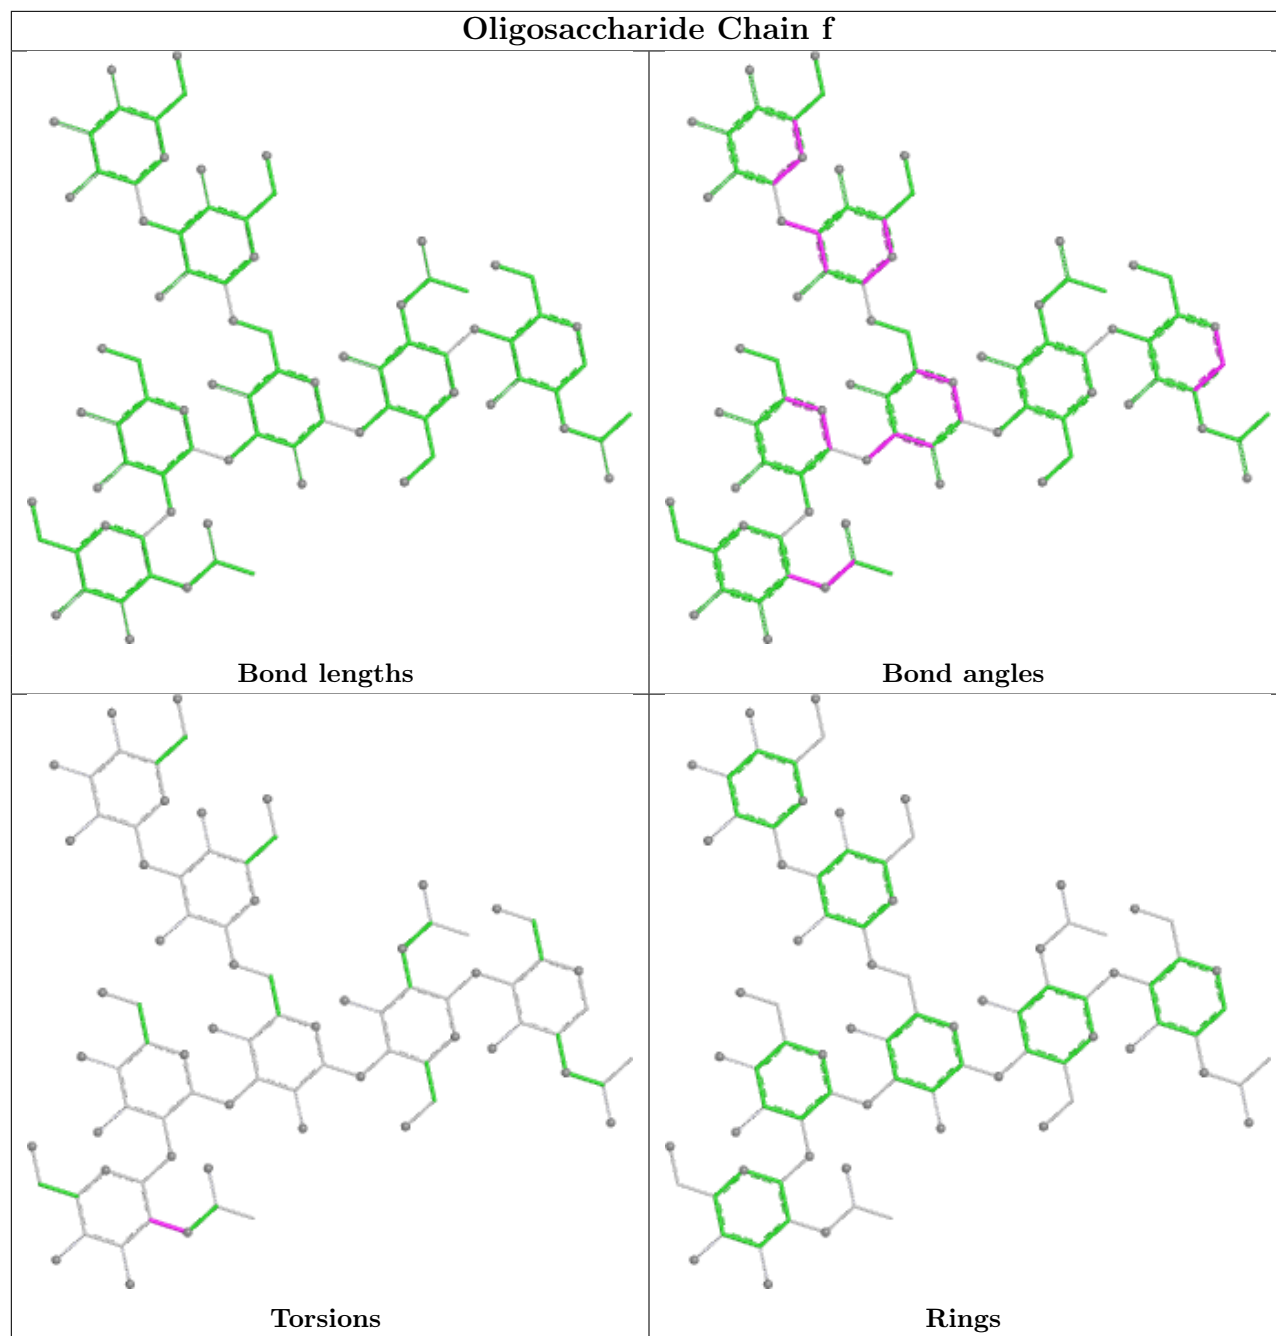 Oligosaccharide Chain f
Bond lengths
Bond angles
Torsions
Rings